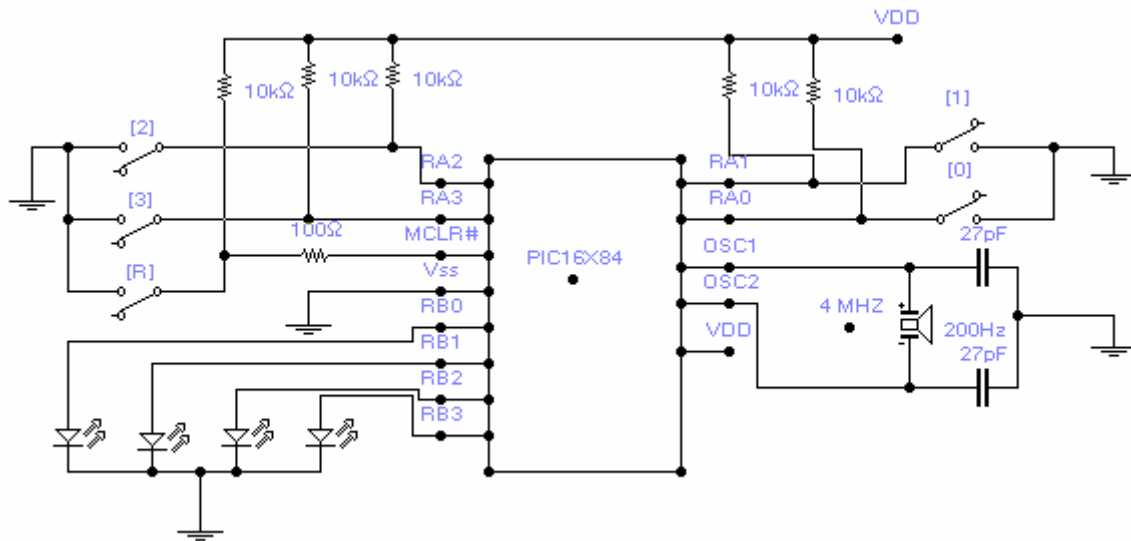 VDD
10kΩ
10kΩ
10kΩ
10kΩ
10kΩ
[2]
[1]
RA2
RA1
RA3
RA0
[3]
[0]
100Ω
MCLR#
27pF
OSC1
PIC16X84
Vss
[R]
OSC2
RB0
4 MHZ
200Hz
VDD
RB1
27pF
RB2
RB3
+
-